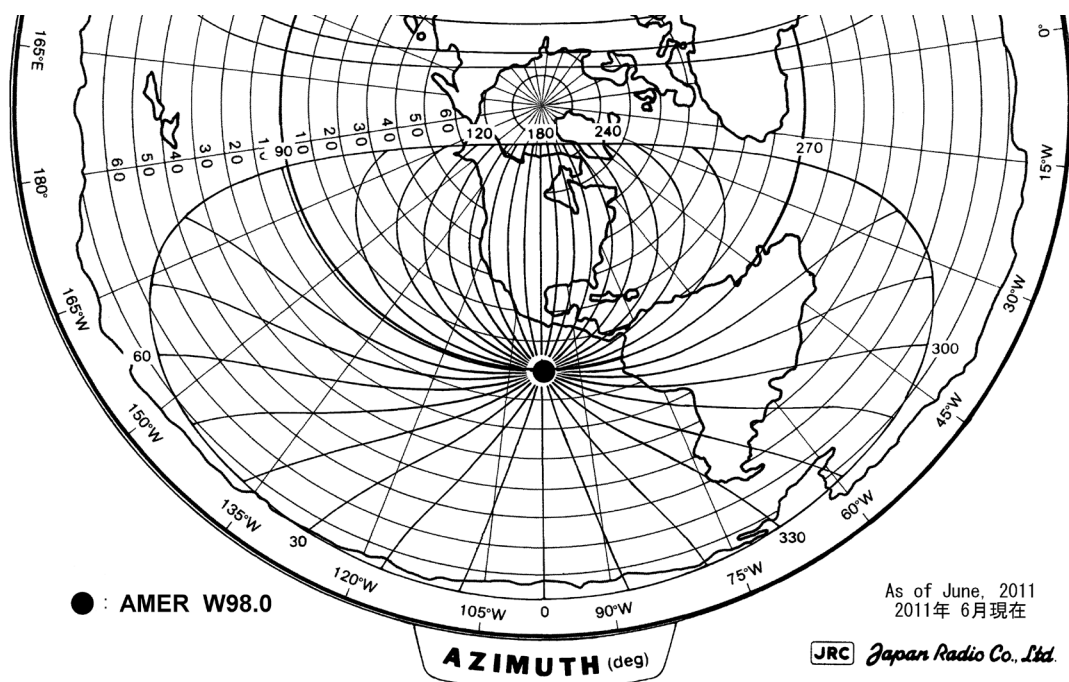 165°E
0°
60
50
40
30
20
10
10
20
30
40
50
60
120
180
240
90
270
180°
15°W
165°W
30°W
60
300
150°W
45°W
135°W
30
330
60°W
120°W
75°W
105°W
0
90°W
● : AMER W98.0
As of June, 2011
2011年 6月現在
AZIMUTH (deg)
JRC Japan Radio Co., Ltd.